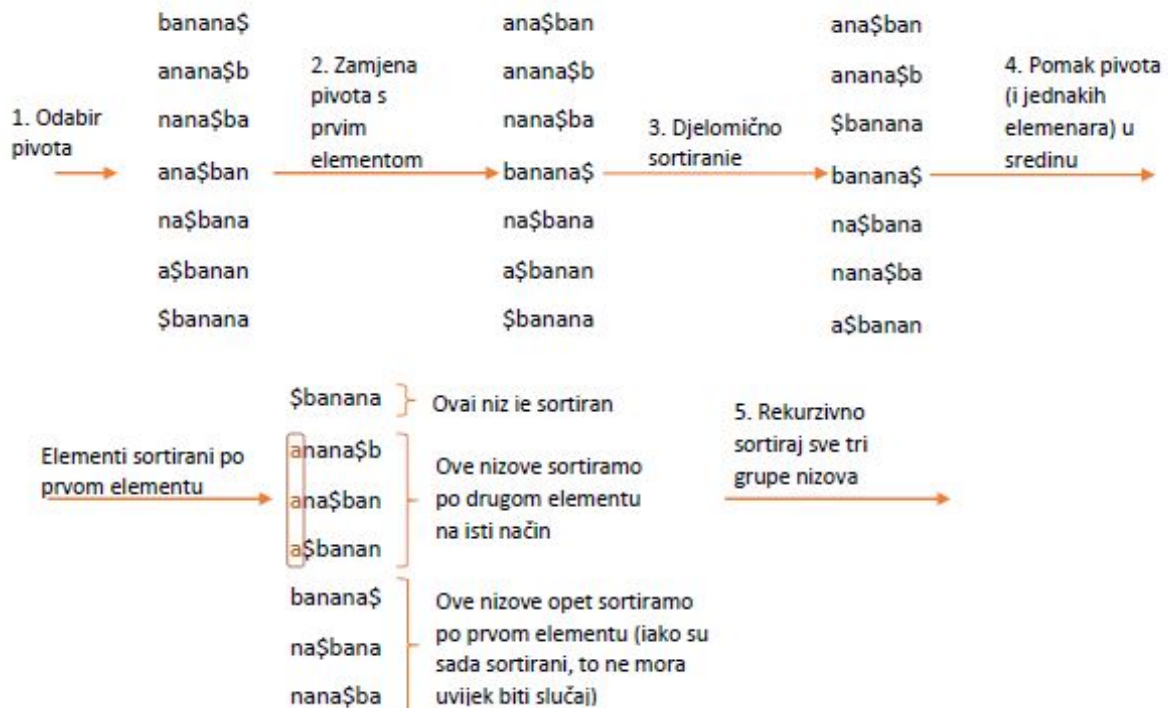 1. Odabir
pivota
banana$
anana$b
nana$ba
ana$ban
na$bana
a$banan
$banana
2. Zamjena
pivota s
prvim
elementom
ana$ban
anana$b
nana$ba
banana$
na$bana
a$banan
$banana
3. Djelomično
sortiranje
ana$ban
anana$b
$banana
banana$
na$bana
nana$ba
a$banan
4. Pomak pivota
(i jednakih
elemenara) u
sredinu
Elementi sortirani po
prvom elementu
$banana
anana$b
ana$ban
a$banan
banana$
na$bana
nana$ba
Ovai niz ie sortiran
Ove nizove sortiramo
po drugom elementu
na isti način
Ove nizove opet sortiramo
po prvom elementu (iako su
sada sortirani, to ne mora
uvijek biti slučaj)
5. Rekurzivno
sortiraj sve tri
grupe nizova